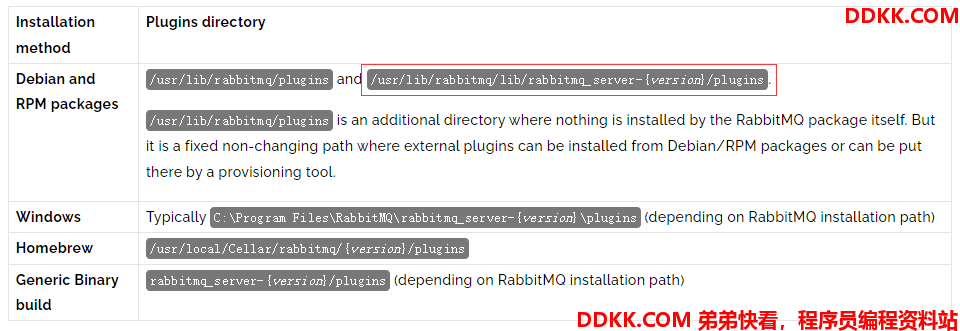 DDKK.COM
Installation method Plugins directory
Debian and RPM packages /usr/lib/rabbitmq/plugins and /usr/lib/rabbitmq/lib/rabbitmq_server-{version}/plugins.
/usr/lib/rabbitmq/plugins is an additional directory where nothing is installed by the RabbitMQ package itself. But
it is a fixed non-changing path where external plugins can be installed from Debian/RPM packages or can be put
there by a provisioning tool.
Windows Typically C:\Program Files\RabbitMQ\rabbitmq_server-{version}\plugins (depending on RabbitMQ installation path)
Homebrew /usr/local/Cellar/rabbitmq/{version}/plugins
Generic Binary build rabbitmq_server-{version}/plugins (depending on RabbitMQ installation path)
DDKK.COM 弟弟快看，程序员编程资料站